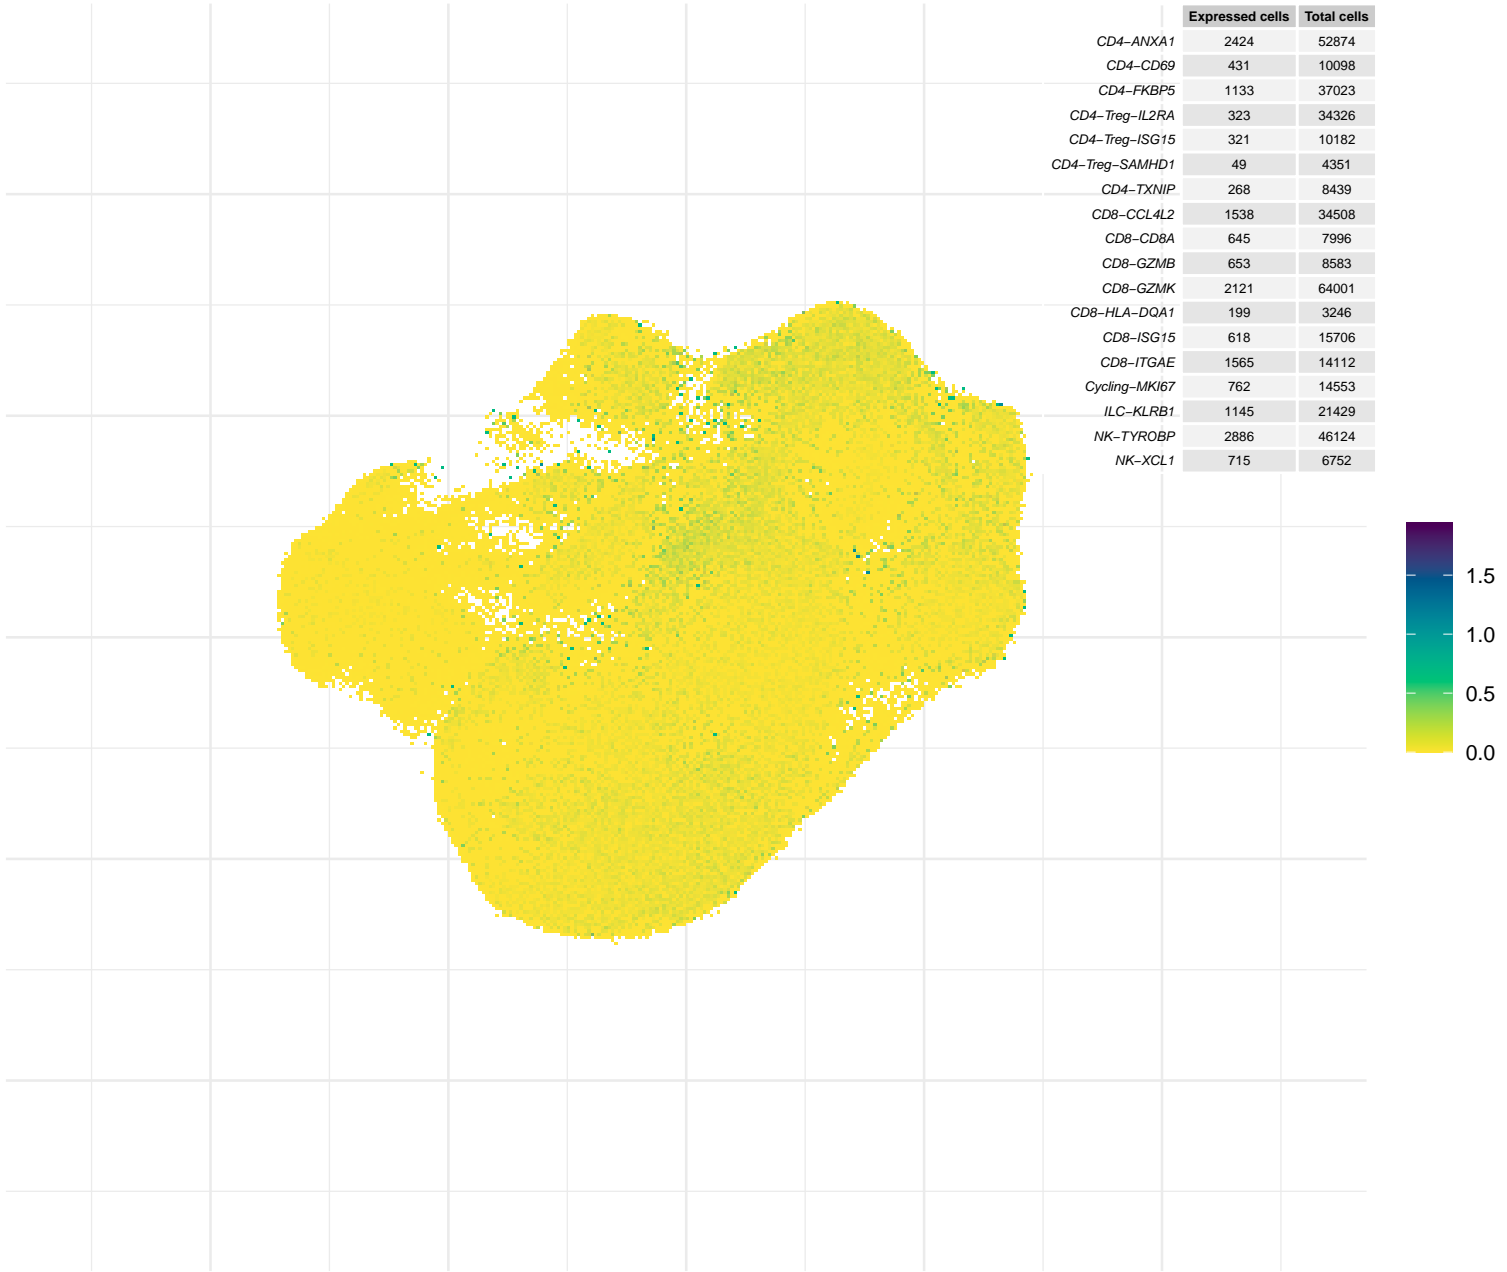 Expressed cells Total cells
CD4−ANXA1 2424 52874
CD4−CD69 431 10098
CD4−FKBP5 1133 37023
CD4−Treg−IL2RA 323 34326
CD4−Treg−ISG15 321 10182
CD4−Treg−SAMHD1 49 4351
CD4−TXNIP 268 8439
CD8−CCL4L2 1538 34508
CD8−CD8A 645 7996
CD8−GZMB 653 8583
CD8−GZMK 2121 64001
CD8−HLA−DQA1 199 3246
CD8−ISG15 618 15706
CD8−ITGAE 1565 14112
Cycling−MKI67 762 14553
ILC−KLRB1 1145 21429
NK−TYROBP 2886 46124
NK−XCL1 715 6752
1.5
1.0
0.5
0.0